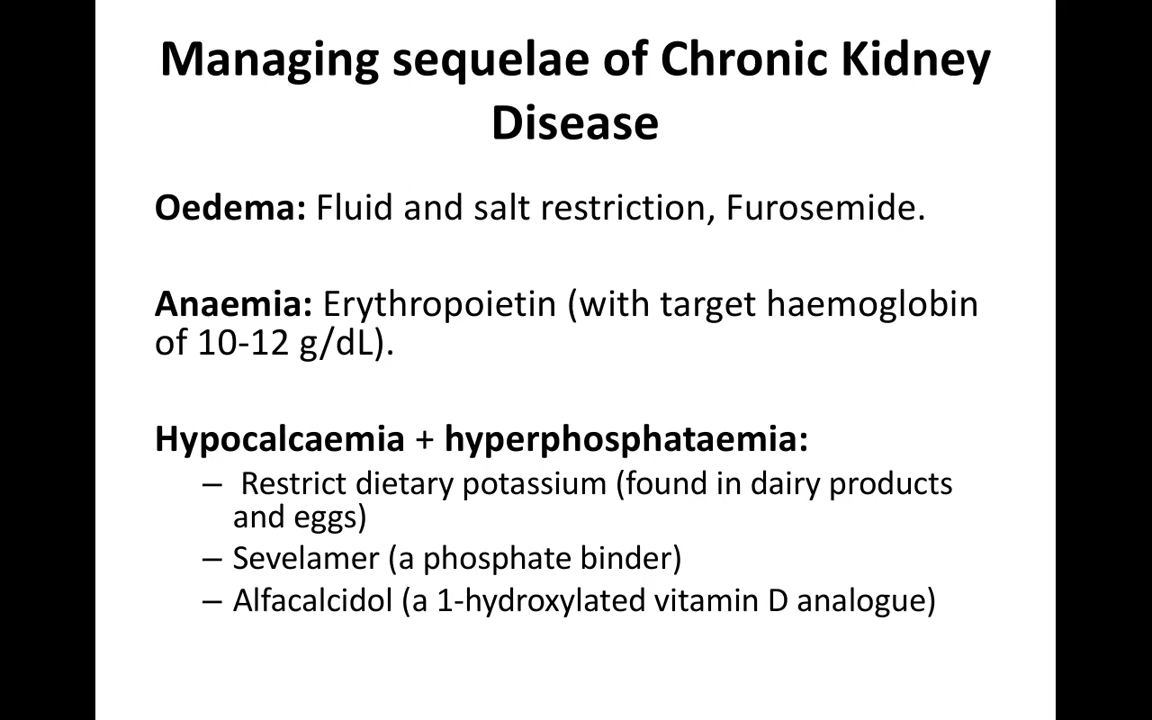 Managing sequelae of Chronic Kidney
Disease
Oedema: Fluid and salt restriction, Furosemide.
Anaemia: Erythropoietin (with target haemoglobin
of 10-12 g/dL).
Hypocalcaemia + hyperphosphataemia:
– Restrict dietary potassium (found in dairy products
and eggs)
– Sevelamer (a phosphate binder)
– Alfacalcidol (a 1-hydroxylated vitamin D analogue)